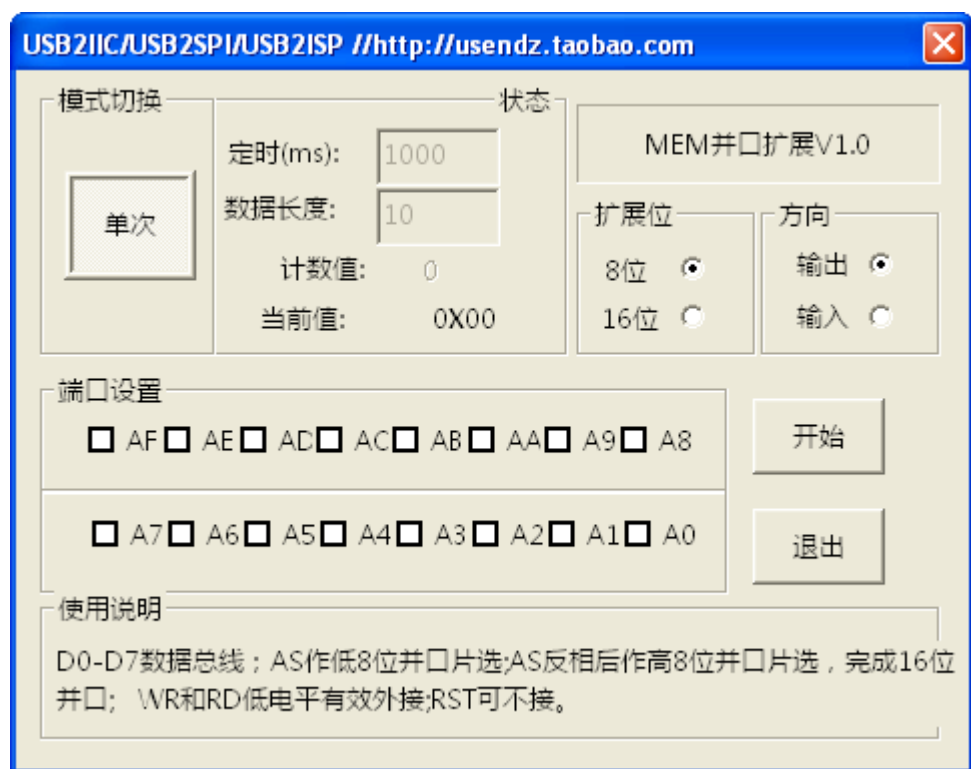 USB2IIC/USB2SPI/USB2ISP //http://usendz.taobao.com
模式切换
状态
单次
定时(ms): 1000
数据长度: 10
计数值: 0
当前值: 0X00
MEM并口扩展V1.0
扩展位
8位
16位
方向
输出
输入
端口设置
AF AE AD AC AB AA A9 A8
A7 A6 A5 A4 A3 A2 A1 A0
开始
退出
使用说明
D0-D7数据总线；AS作低8位并口片选;AS反相后作高8位并口片选，完成16位
并口; WR和RD低电平有效外接;RST可不接。